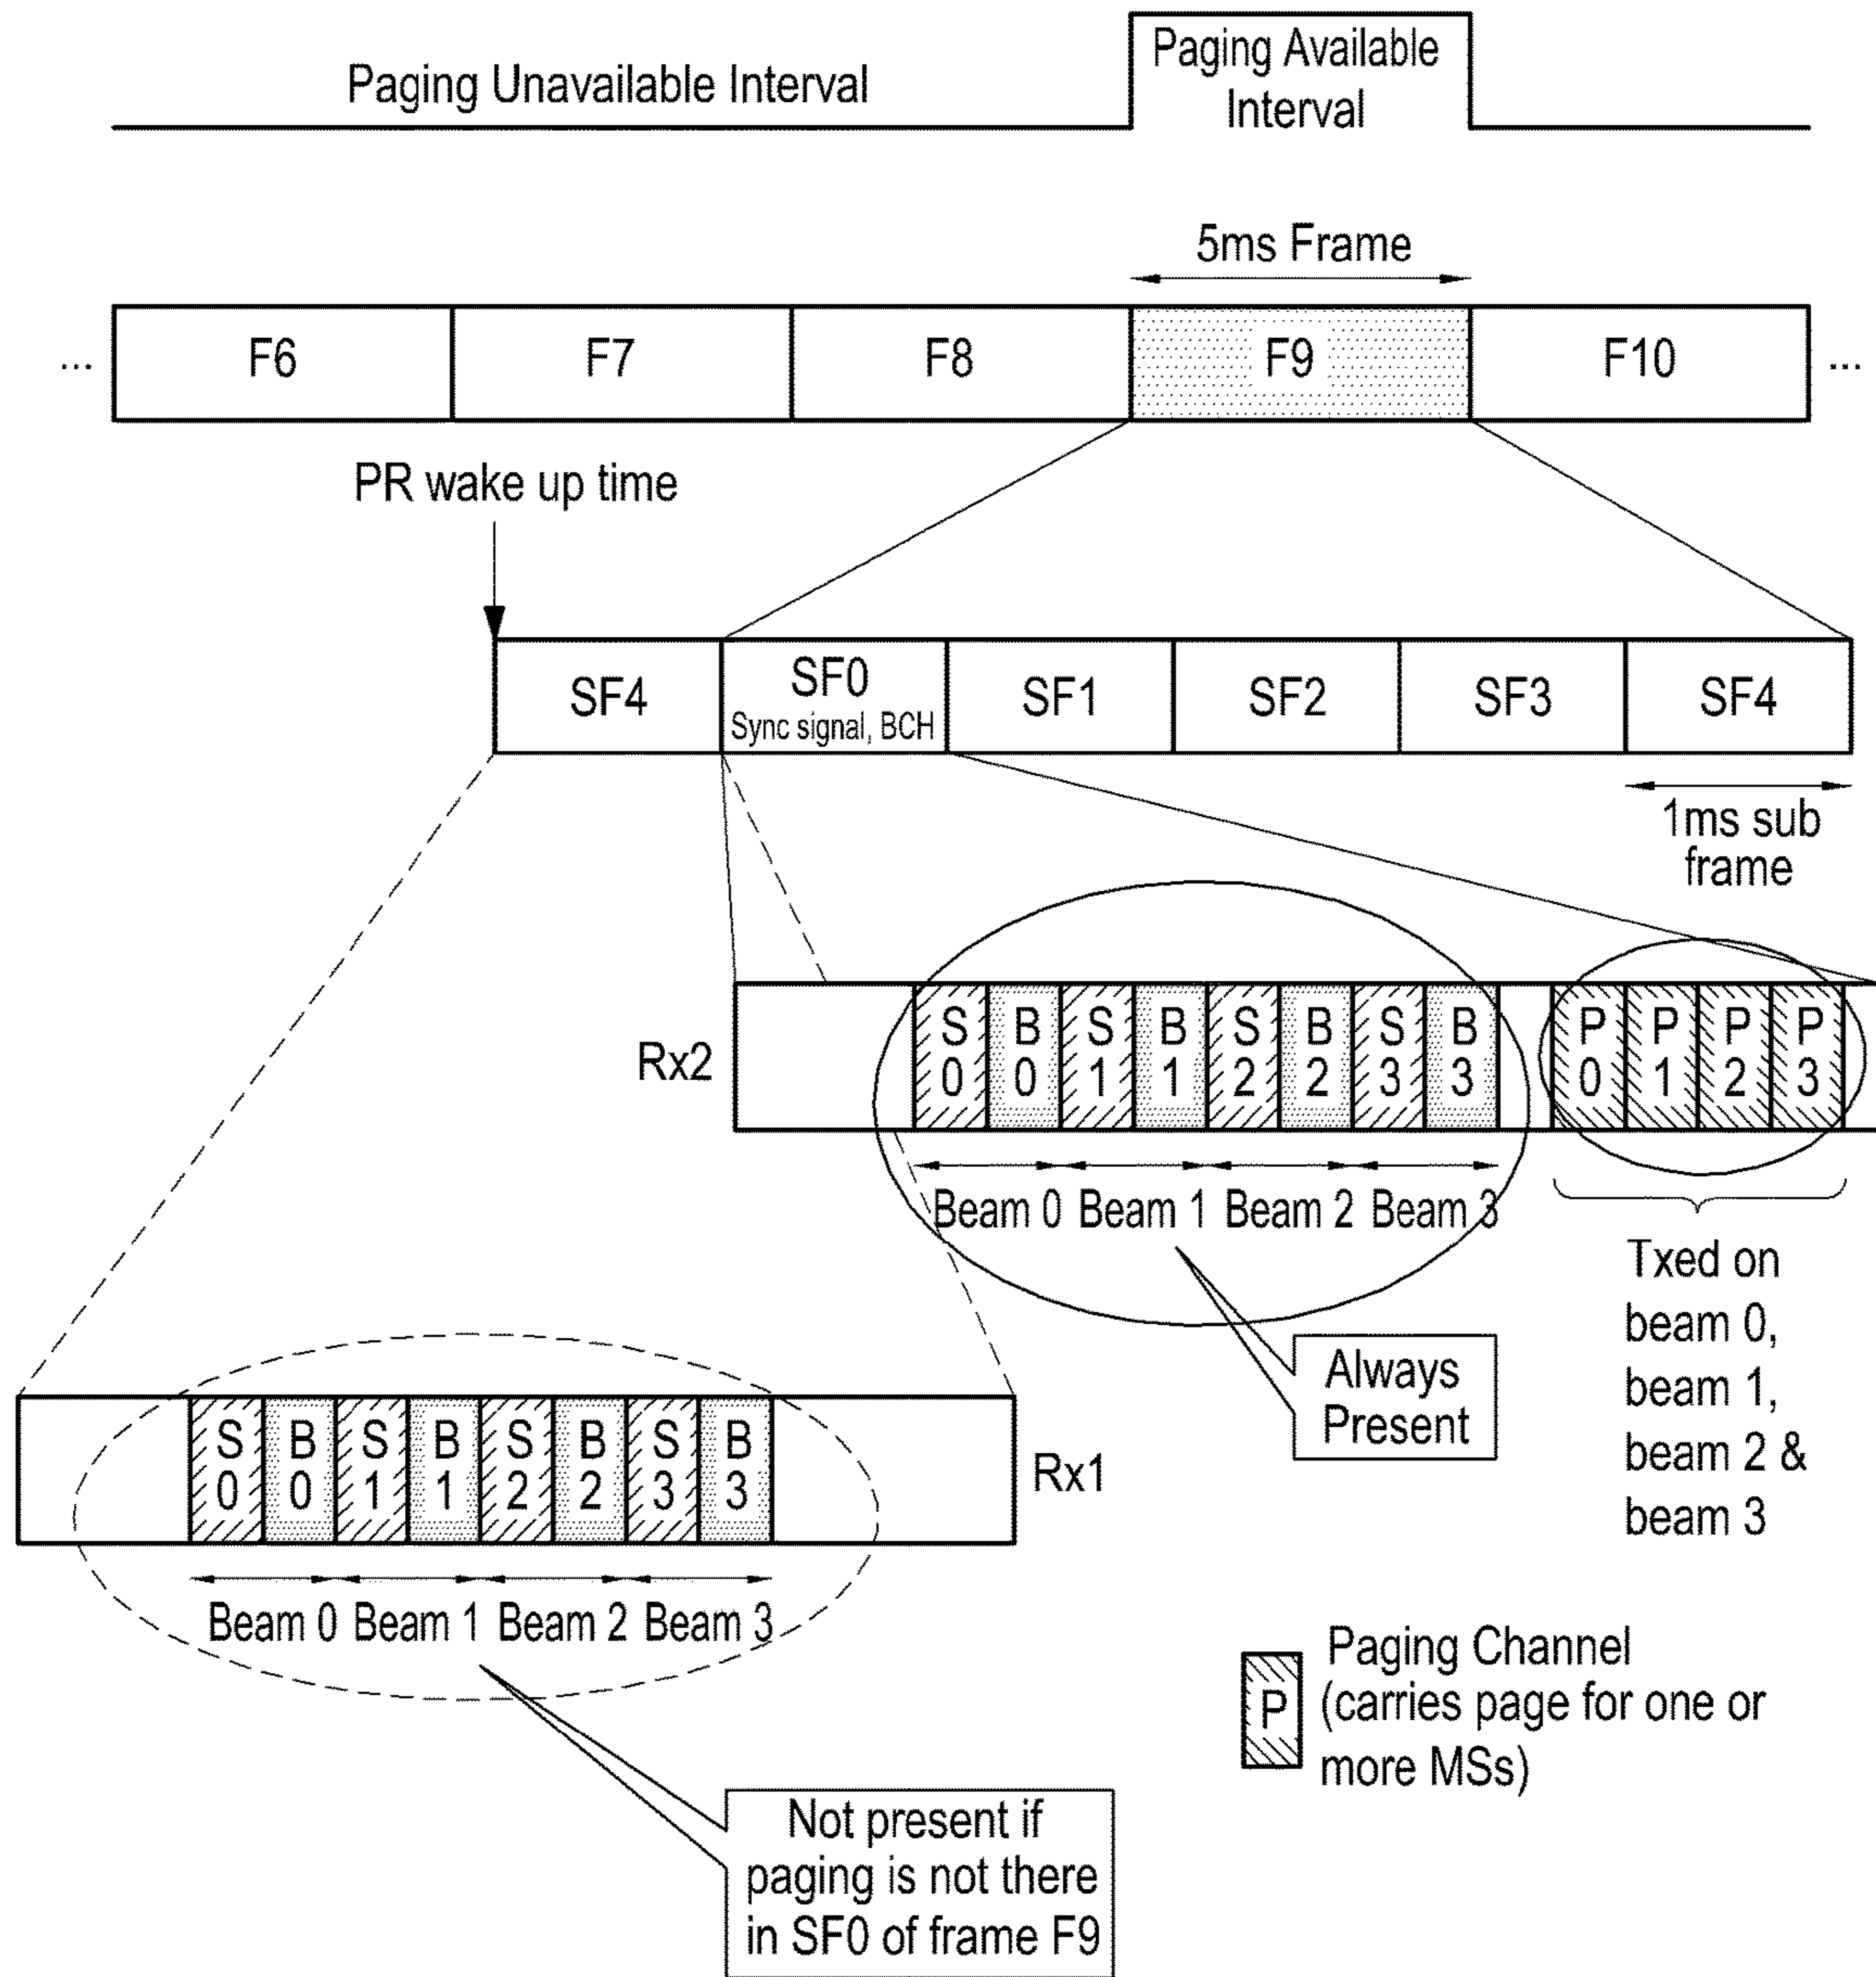 Paging Unavailable Interval
Paging Available
Interval
5ms Frame
... F6 F7 F8 F9 F10 ...
PR wake up time
SF4 SF0 SF1 SF2 SF3 SF4
Sync signal, BCH
1ms sub
frame
Rx2
S B S B S B S B P P P P
0 0 1 1 2 2 3 3 0 1 2 3
Beam 0 Beam 1 Beam 2 Beam 3
Always
Present
Txed on
beam 0,
beam 1,
beam 2 &
beam 3
S B S B S B S B
0 0 1 1 2 2 3 3
Rx1
Beam 0 Beam 1 Beam 2 Beam 3
Not present if
paging is not there
in SF0 of frame F9
P
Paging Channel
(carries page for one or
more MSs)